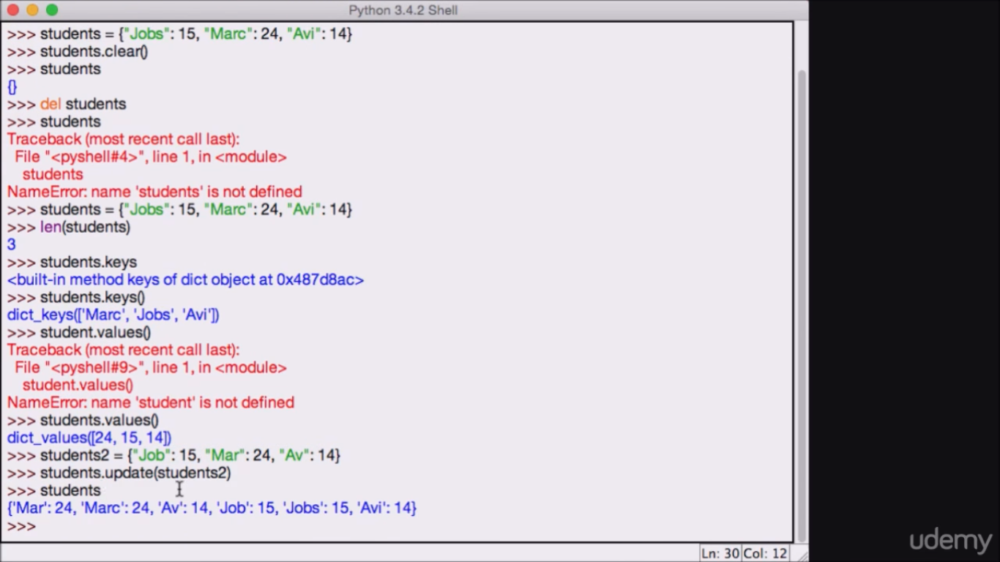 Python 3.4.2 Shell
>>> students = {"Jobs": 15, "Marc": 24, "Avi": 14}
>>> students.clear()
>>> students
{}
>>> del students
>>> students
Traceback (most recent call last):
  File "<pyshell#4>", line 1, in <module>
    students
NameError: name 'students' is not defined
>>> students = {"Jobs": 15, "Marc": 24, "Avi": 14}
>>> len(students)
3
>>> students.keys
<built-in method keys of dict object at 0x487d8ac>
>>> students.keys()
dict_keys(['Marc', 'Jobs', 'Avi'])
>>> student.values()
Traceback (most recent call last):
  File "<pyshell#9>", line 1, in <module>
    student.values()
NameError: name 'student' is not defined
>>> students.values()
dict_values([24, 15, 14])
>>> students2 = {"Job": 15, "Mar": 24, "Av": 14}
>>> students.update(students2)
>>> students
{'Mar': 24, 'Marc': 24, 'Av': 14, 'Job': 15, 'Jobs': 15, 'Avi': 14}
>>>
Ln: 30 Col: 12
udemy